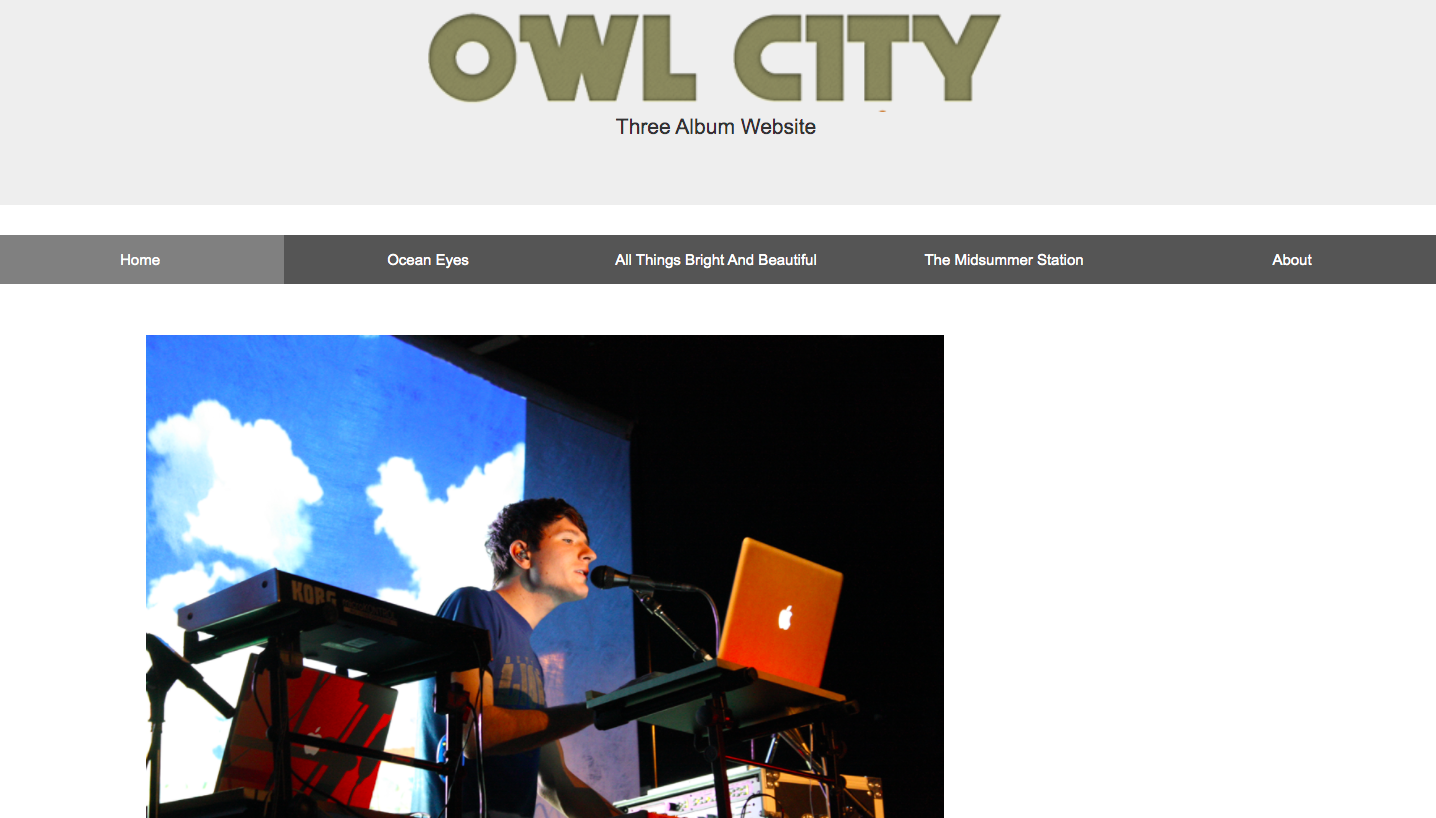 OWL CITY
Three Album Website
Home
Ocean Eyes
All Things Bright And Beautiful
The Midsummer Station
About
KORG